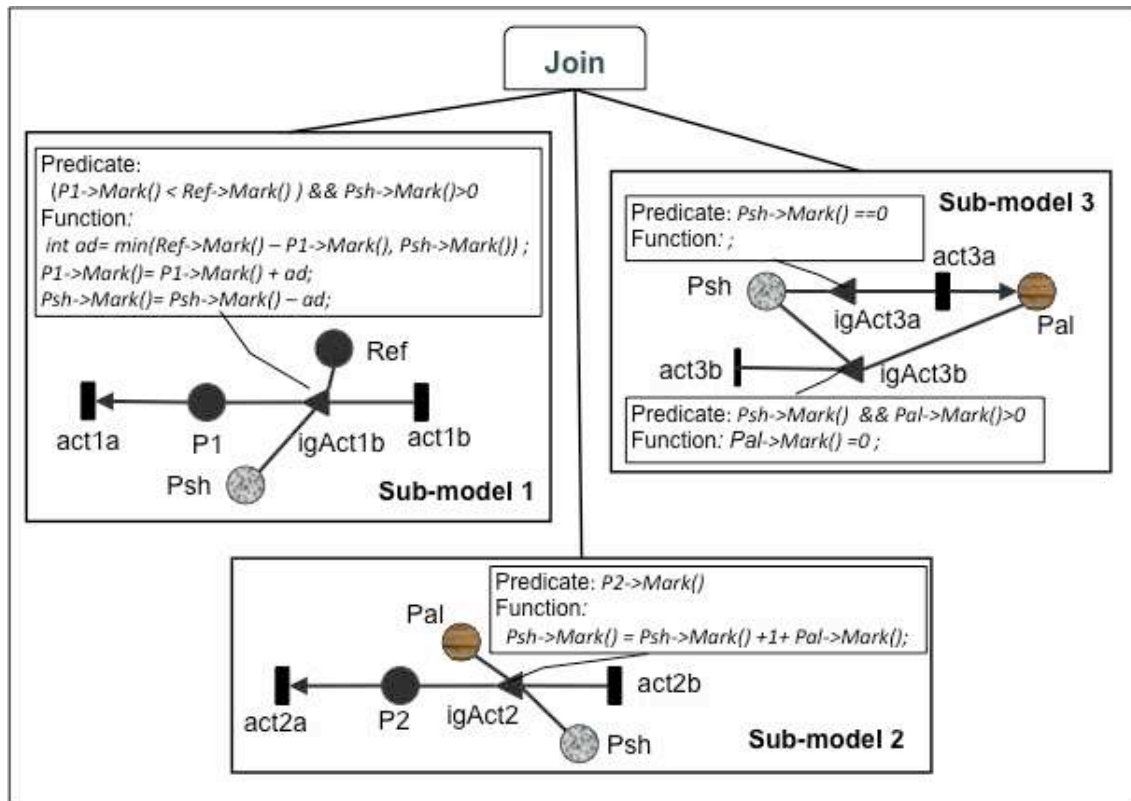 Join
Predicate:
(P1->Mark() < Ref->Mark() ) && Psh->Mark()>0
Function:
int ad= min(Ref->Mark() – P1->Mark(), Psh->Mark()) ;
P1->Mark()= P1->Mark() + ad;
Psh->Mark()= Psh->Mark() – ad;
Ref
act1a
P1
igAct1b
act1b
Psh
Sub-model 1
Predicate: Psh->Mark() ==0
Function: ;
Sub-model 3
act3a
Psh
igAct3a
Pal
act3b
igAct3b
Predicate: Psh->Mark() && Pal->Mark()>0
Function: Pal->Mark() =0 ;
Predicate: P2->Mark()
Function:
Psh->Mark() = Psh->Mark() +1+ Pal->Mark();
Pal
act2a
P2
igAct2
act2b
Psh
Sub-model 2